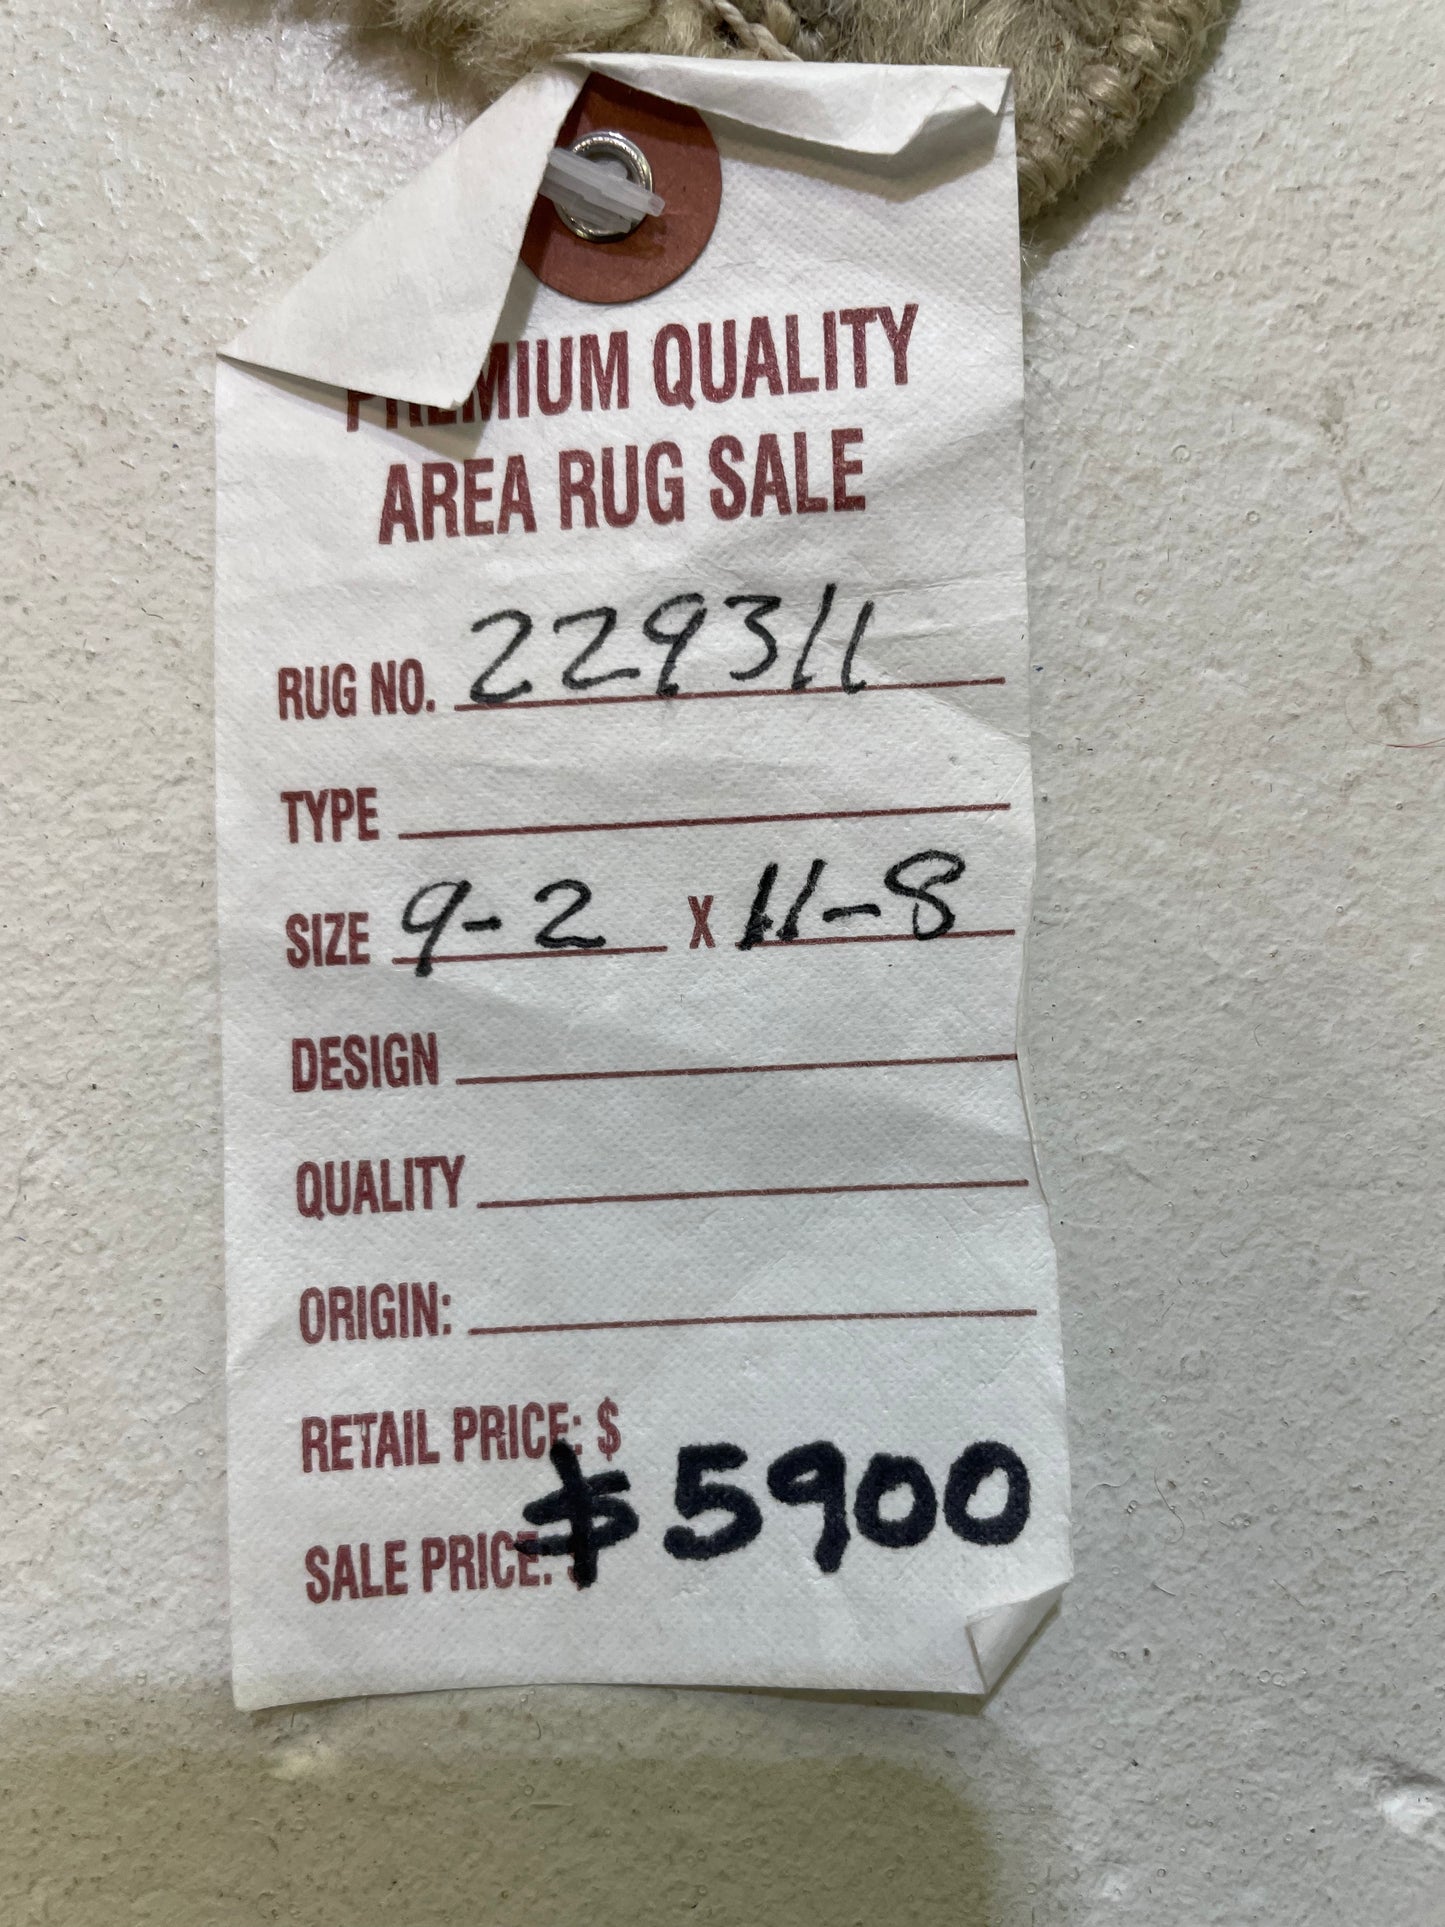 PREMIUM QUALITY
AREA RUG SALE
RUG NO. 229311
TYPE
SIZE 9-2 X 11-8
DESIGN
QUALITY
ORIGIN:
RETAIL PRICE: $
$5900
SALE PRICE: $